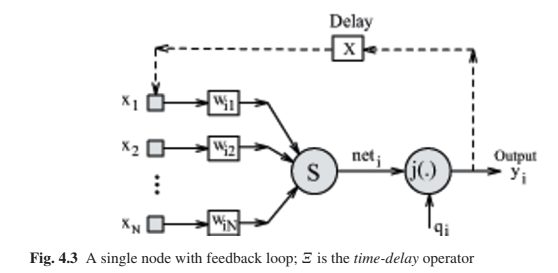 Delay
X
x1 wi1
x2 wi2
S neti j(.) Output
yi
⋮
xN wiN
qi
Fig. 4.3 A single node with feedback loop; Ξ is the time-delay operator